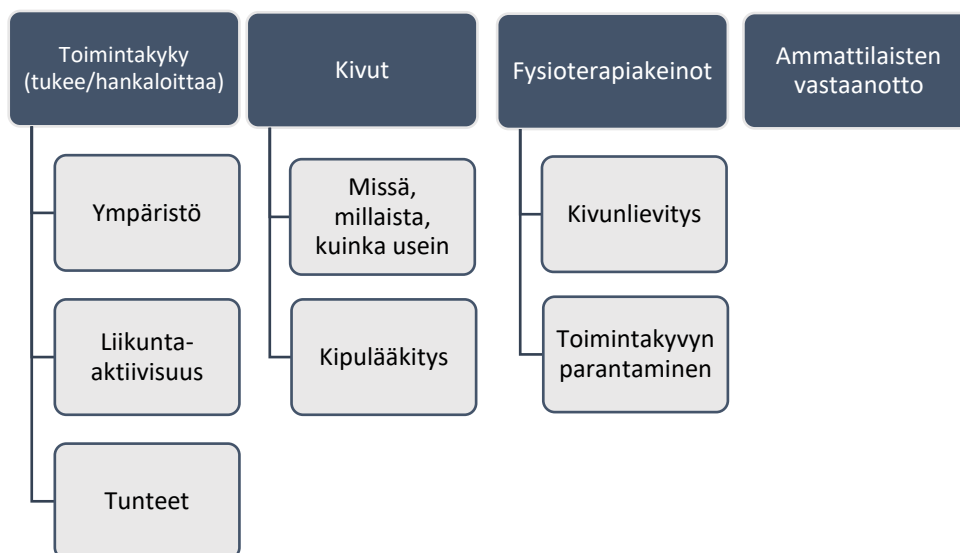 Toimintakyky
(tukee/hankaloittaa)
Ympäristö
Liikunta-
aktiivisuus
Tunteet
Kivut
Missä,
millaista,
kuinka usein
Kipulääkitys
Fysioterapiakeinot
Kivunlievitys
Toimintakyvyn
parantaminen
Ammattilaisten
vastaanotto